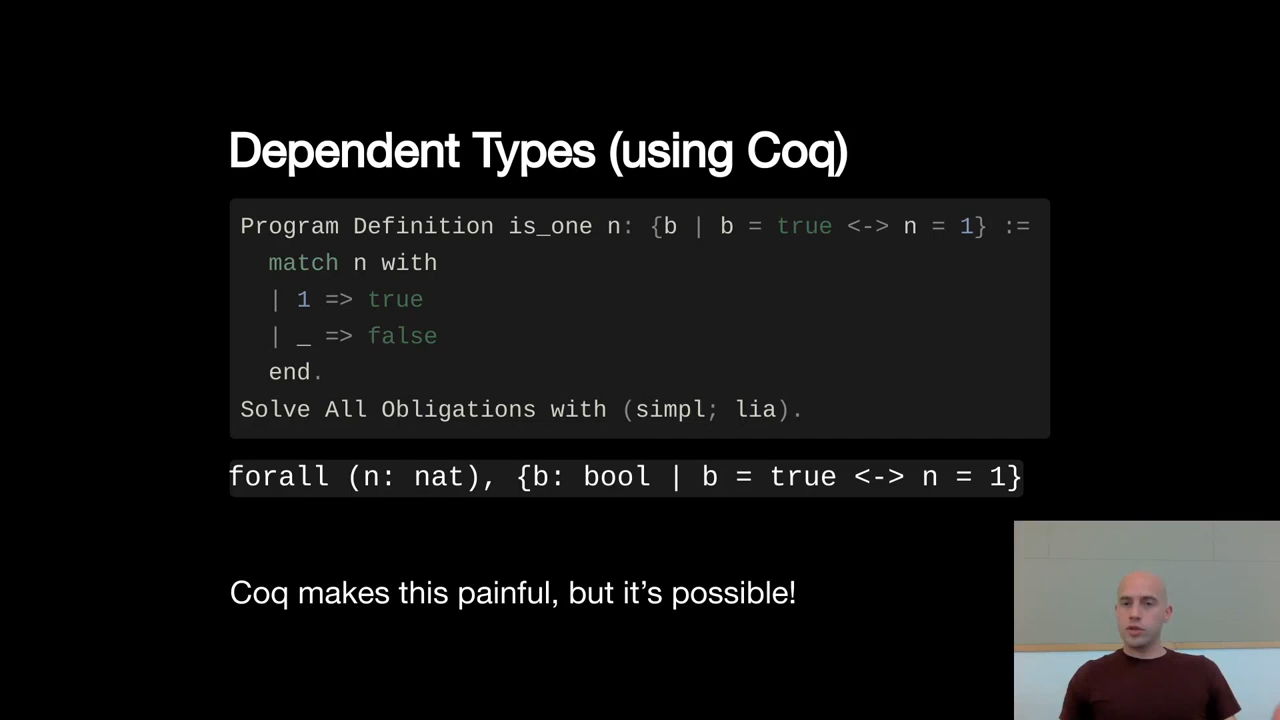 Dependent Types (using Coq)
Program Definition is_one n: {b | b = true <-> n = 1} :=
  match n with
  | 1 => true
  | _ => false
  end.
Solve All Obligations with (simpl; lia).
forall (n: nat), {b: bool | b = true <-> n = 1}
Coq makes this painful, but it’s possible!